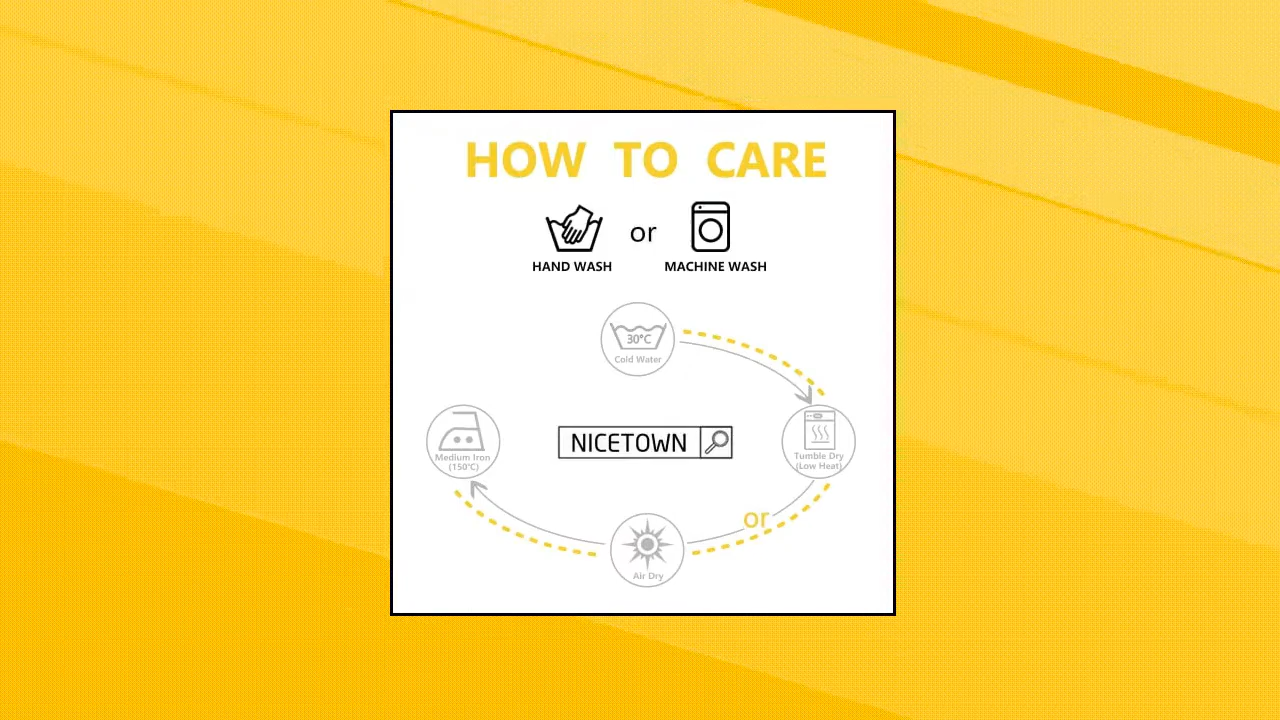 HOW TO CARE
or
HAND WASH
MACHINE WASH
30°C
Cold Water
NICETOWN
Medium Iron
(150°C)
Tumble Dry
(Low Heat)
or
Air Dry